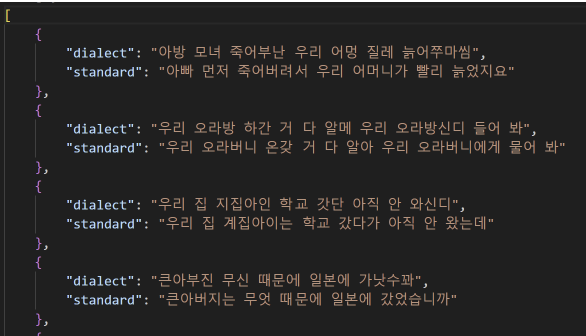 [
{
"dialect": "아방 모녀 죽어부난 우리 어멍 질레 늙어쭈마씸",
"standard": "아빠 먼저 죽어버려서 우리 어머니가 빨리 늙었지요"
},
{
"dialect": "우리 오라방 하간 거 다 알메 우리 오라방신디 들어 봐",
"standard": "우리 오라버니 온갖 거 다 알아 우리 오라버니에게 물어 봐"
},
{
"dialect": "우리 집 지집아인 학교 갓단 아직 안 와신디",
"standard": "우리 집 계집아이는 학교 갔다가 아직 안 왔는데"
},
{
"dialect": "큰아부진 무신 때문에 일본에 가낫수꽈",
"standard": "큰아버지는 무엇 때문에 일본에 갔었습니까"
},